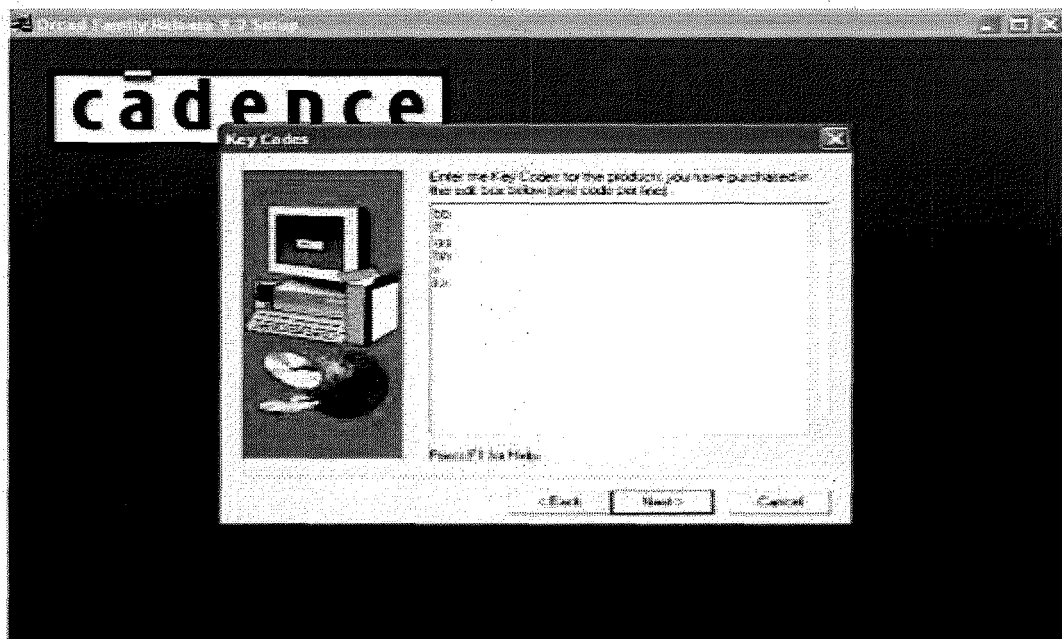 Orcad Family Release 9.2 Setup
cadence
Key Codes
Enter the Key Codes for the products you have purchased in
the edit box below (one code per line).
Press F1 for Help.
< Back
Next >
Cancel